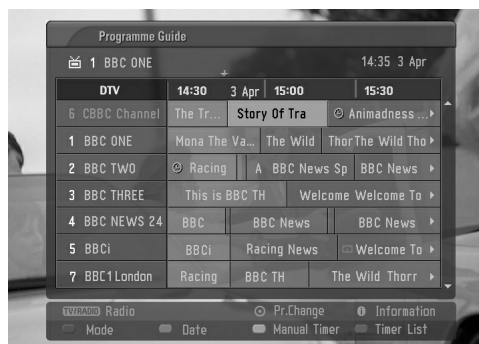 Programme Guide
1 BBC ONE 14:35 3 Apr
DTV 14:30 3 Apr 15:00 15:30
6 CBBC Channel The Tr... Story Of Tra Animadness ...
1 BBC ONE Mona The Va... The Wild Thor The Wild Tho
2 BBC TWO Racing A BBC News Sp BBC News
3 BBC THREE This is BBC TH Welcome Welcome To
4 BBC NEWS 24 BBC BBC News BBC News
5 BBCi BBCi Racing News Welcome To
7 BBC1 London Racing BBC TH The Wild Thorr
TV/RADIO Radio Pr.Change Information
Mode Date Manual Timer Timer List